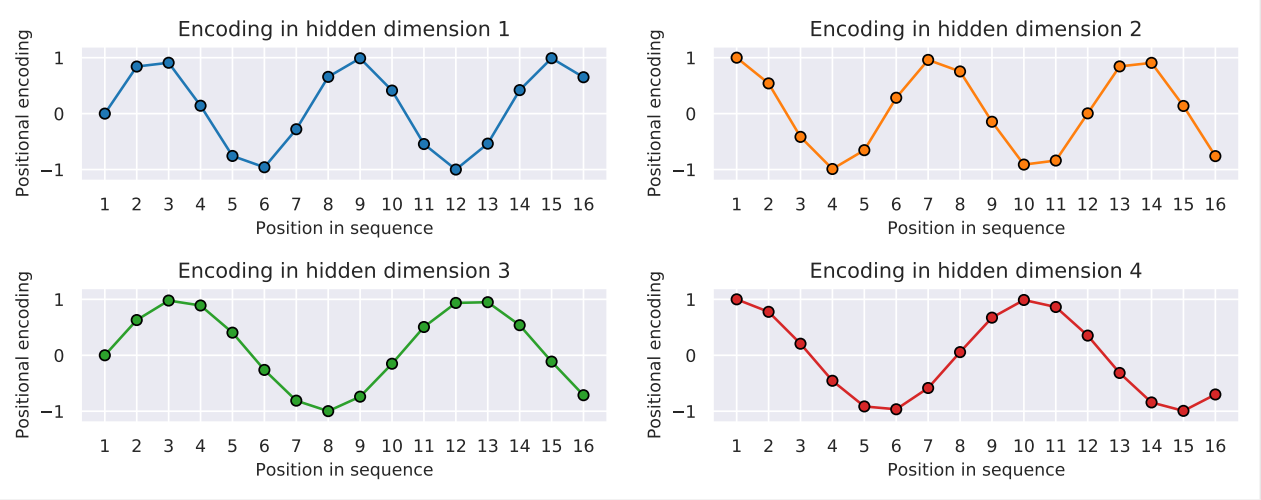 Encoding in hidden dimension 1
Positional encoding
1
0
−1
1 2 3 4 5 6 7 8 9 10 11 12 13 14 15 16
Position in sequence
Encoding in hidden dimension 2
Positional encoding
1
0
−1
1 2 3 4 5 6 7 8 9 10 11 12 13 14 15 16
Position in sequence
Encoding in hidden dimension 3
Positional encoding
1
0
−1
1 2 3 4 5 6 7 8 9 10 11 12 13 14 15 16
Position in sequence
Encoding in hidden dimension 4
Positional encoding
1
0
−1
1 2 3 4 5 6 7 8 9 10 11 12 13 14 15 16
Position in sequence